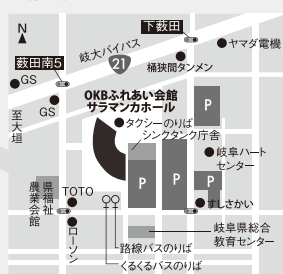 N
下薮田
ヤマダ電機
岐大バイパス
21
薮田南5
桶狭間タンメン
GS
GS
至大垣
OKBふれあい会館
サラマンカホール
P
タクシーのりば
シンクタンク庁舎
岐阜ハート
センター
P
P
P
県福祉
農業会館
TOTO
すしさかい
ローソン
岐阜県総合
教育センター
路線バスのりば
くるくるバスのりば